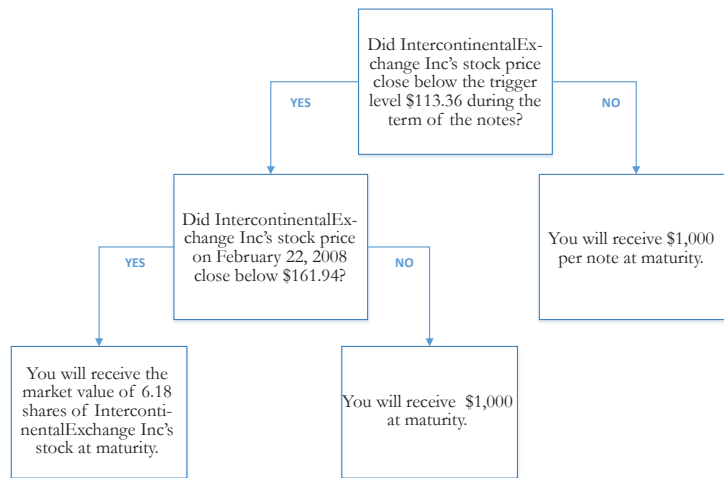 Did IntercontinentalEx-
change Inc's stock price
close below the trigger
level $113.36 during the
term of the notes?
YES
NO
Did IntercontinentalEx-
change Inc's stock price
on February 22, 2008
close below $161.94?
You will receive $1,000
per note at maturity.
YES
NO
You will receive the
market value of 6.18
shares of Interconti-
nentalExchange Inc's
stock at maturity.
You will receive $1,000
at maturity.